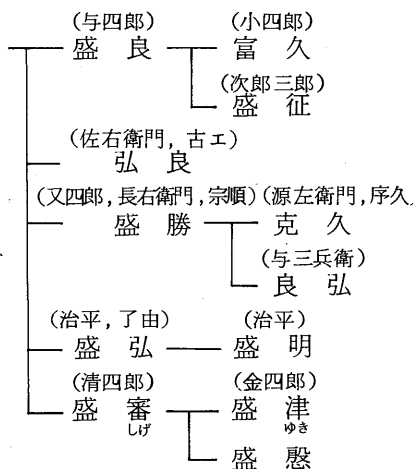 (与四郎) (小四郎)
盛良 富久
(次郎三郎)
盛征
(佐右衛門,古エ)
弘良
(又四郎,長右衛門,宗順) (源左衛門,序久)
盛勝 克久
(与三兵衛)
良弘
(治平,了由) (治平)
盛弘 盛明
(清四郎) (金四郎)
盛審 盛津
しげ ゆき
盛慇